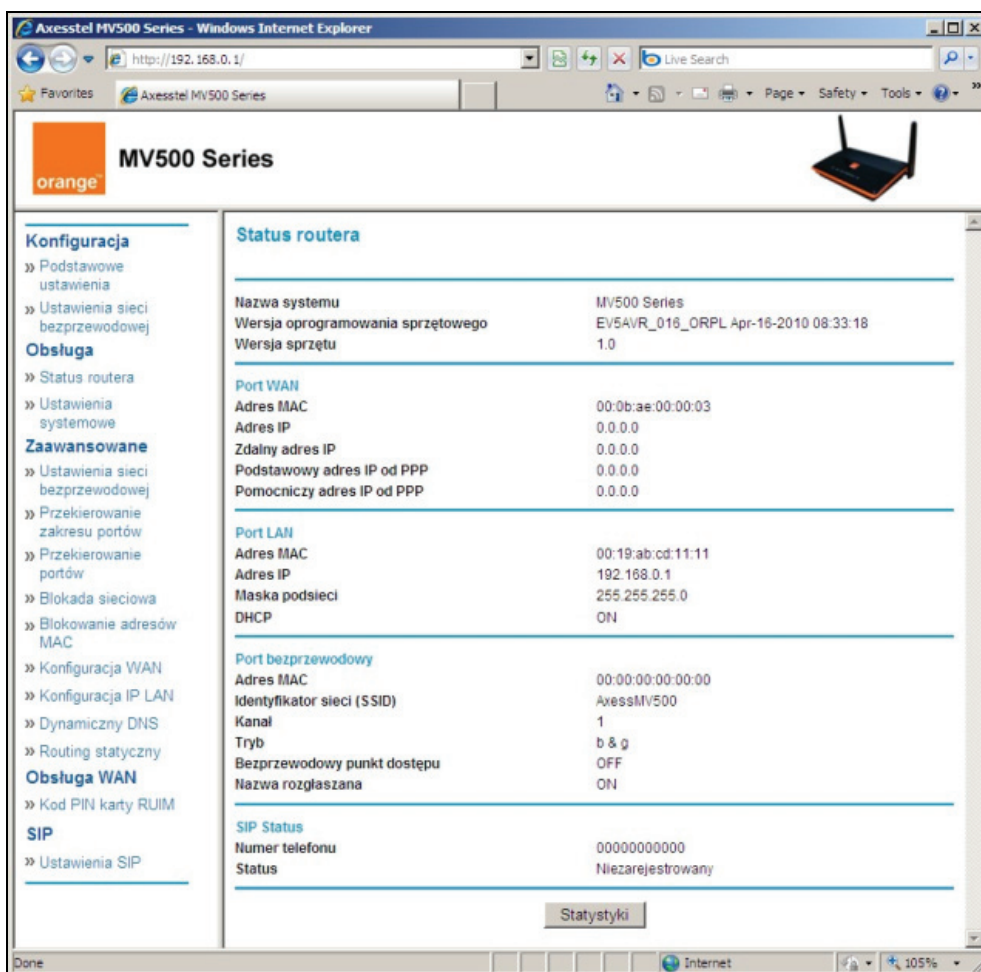 Axesstel MV500 Series - Windows Internet Explorer
http://192.168.0.1/
Live Search
Favorites
Axesstel MV500 Series
Page
Safety
Tools
orange™
MV500 Series
Konfiguracja
» Podstawowe
ustawienia
» Ustawienia sieci
bezprzewodowej
Obsługa
» Status routera
» Ustawienia
systemowe
Zaawansowane
» Ustawienia sieci
bezprzewodowej
» Przekierowanie
zakresu portów
» Przekierowanie
portów
» Blokada sieciowa
» Blokowanie adresów
MAC
» Konfiguracja WAN
» Konfiguracja IP LAN
» Dynamiczny DNS
» Routing statyczny
Obsługa WAN
» Kod PIN karty RUIM
SIP
» Ustawienia SIP
Status routera
Nazwa systemu MV500 Series
Wersja oprogramowania sprzętowego EV5AVR_016_ORPL Apr-16-2010 08:33:18
Wersja sprzętu 1.0
Port WAN
Adres MAC 00:0b:ae:00:00:03
Adres IP 0.0.0.0
Zdalny adres IP 0.0.0.0
Podstawowy adres IP od PPP 0.0.0.0
Pomocniczy adres IP od PPP 0.0.0.0
Port LAN
Adres MAC 00:19:ab:cd:11:11
Adres IP 192.168.0.1
Maska podsieci 255.255.255.0
DHCP ON
Port bezprzewodowy
Adres MAC 00:00:00:00:00:00
Identyfikator sieci (SSID) AxessMV500
Kanał 1
Tryb b & g
Bezprzewodowy punkt dostępu OFF
Nazwa rozgłaszana ON
SIP Status
Numer telefonu 00000000000
Status Niezarejestrowany
Statystyki
Done
Internet
105%